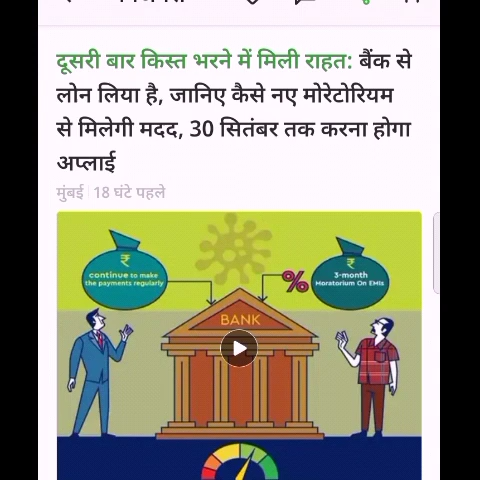 दूसरी बार किस्त भरने में मिली राहत: बैंक से
लोन लिया है, जानिए कैसे नए मोरेटोरियम
से मिलेगी मदद, 30 सितंबर तक करना होगा
अप्लाई
मुंबई 18 घंटे पहले
₹
continue to make
the payments regularly
%
₹
3-month
Moratorium On EMIs
BANK